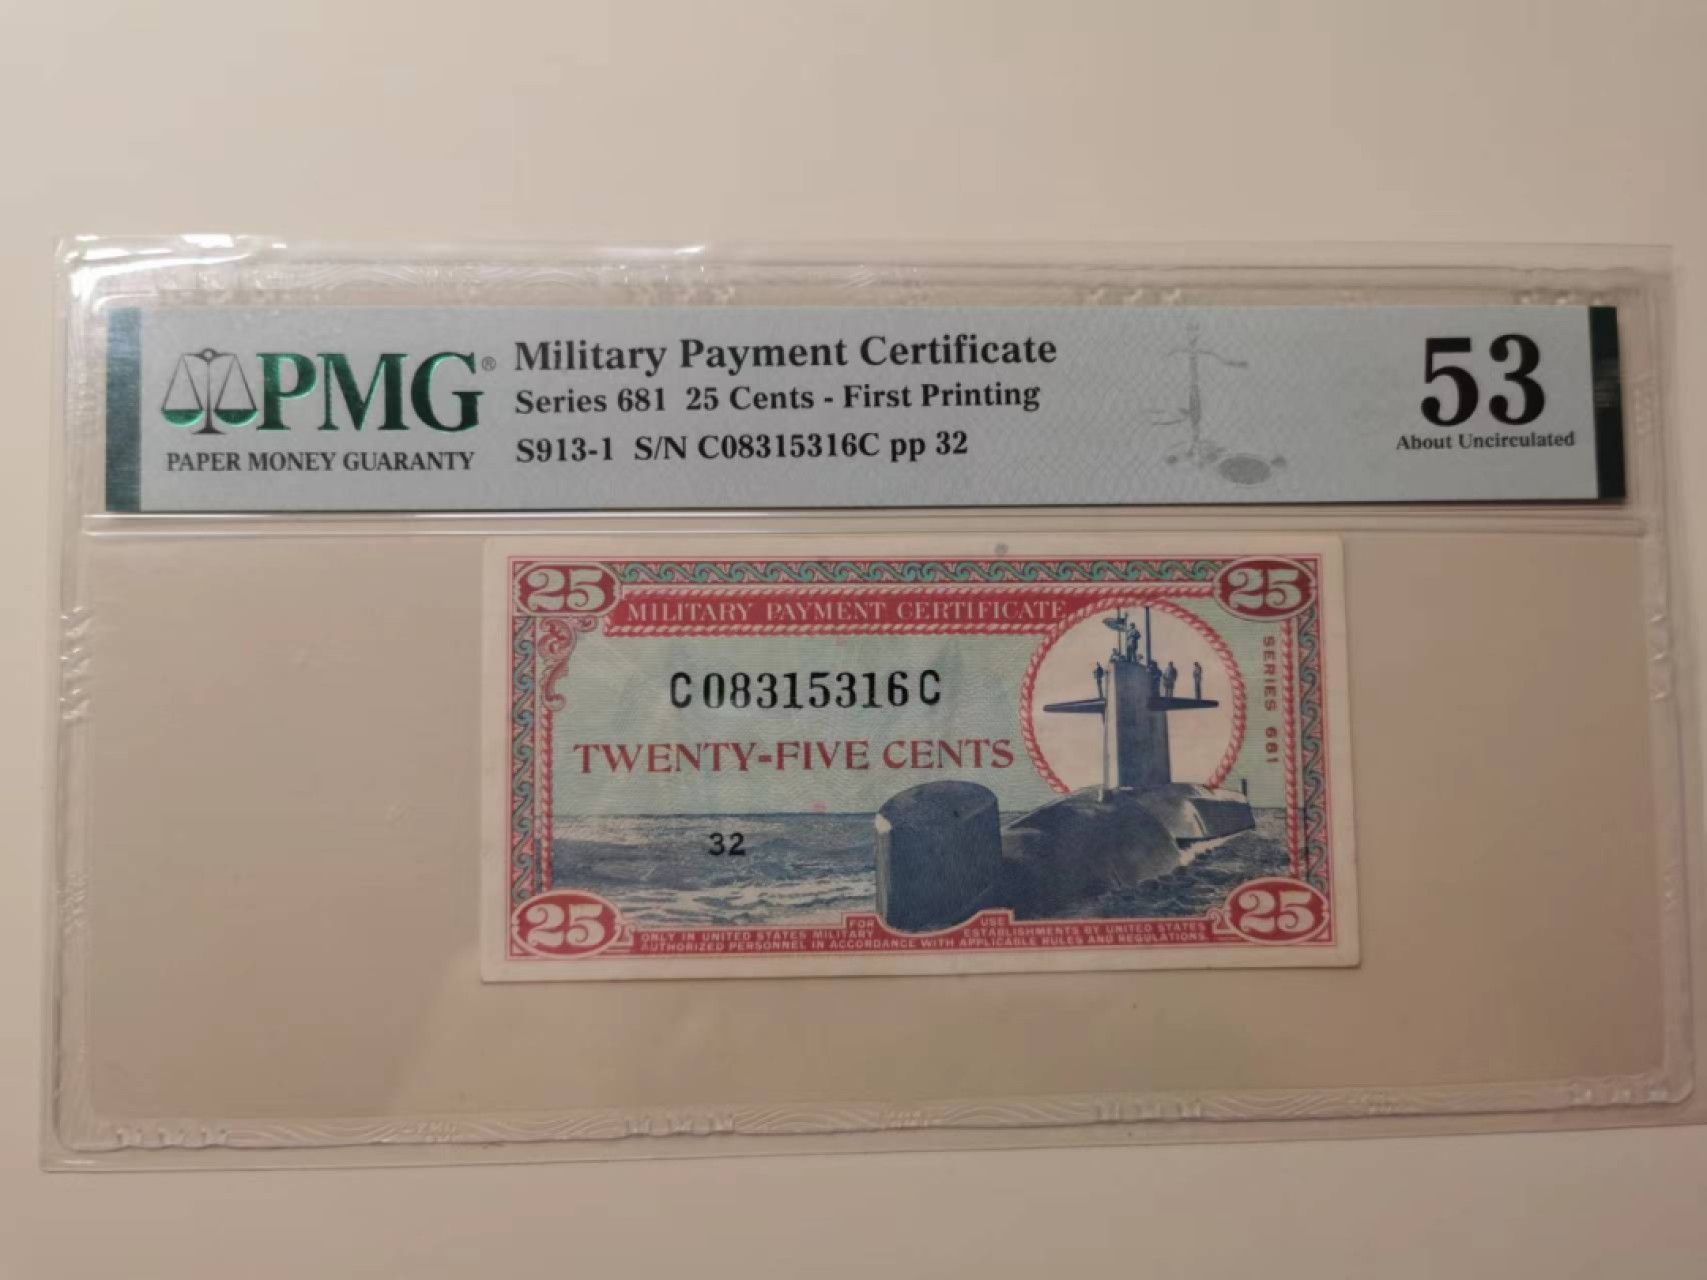 PMG®
PAPER MONEY GUARANTY
Military Payment Certificate
Series 681 25 Cents - First Printing
S913-1 S/N C08315316C pp 32
53
About Uncirculated
25
25
MILITARY PAYMENT CERTIFICATE
SERIES 681
C08315316C
TWENTY-FIVE CENTS
32
25
25
FOR USE
ONLY IN UNITED STATES MILITARY ESTABLISHMENTS BY UNITED STATES
AUTHORIZED PERSONNEL IN ACCORDANCE WITH APPLICABLE RULES AND REGULATIONS